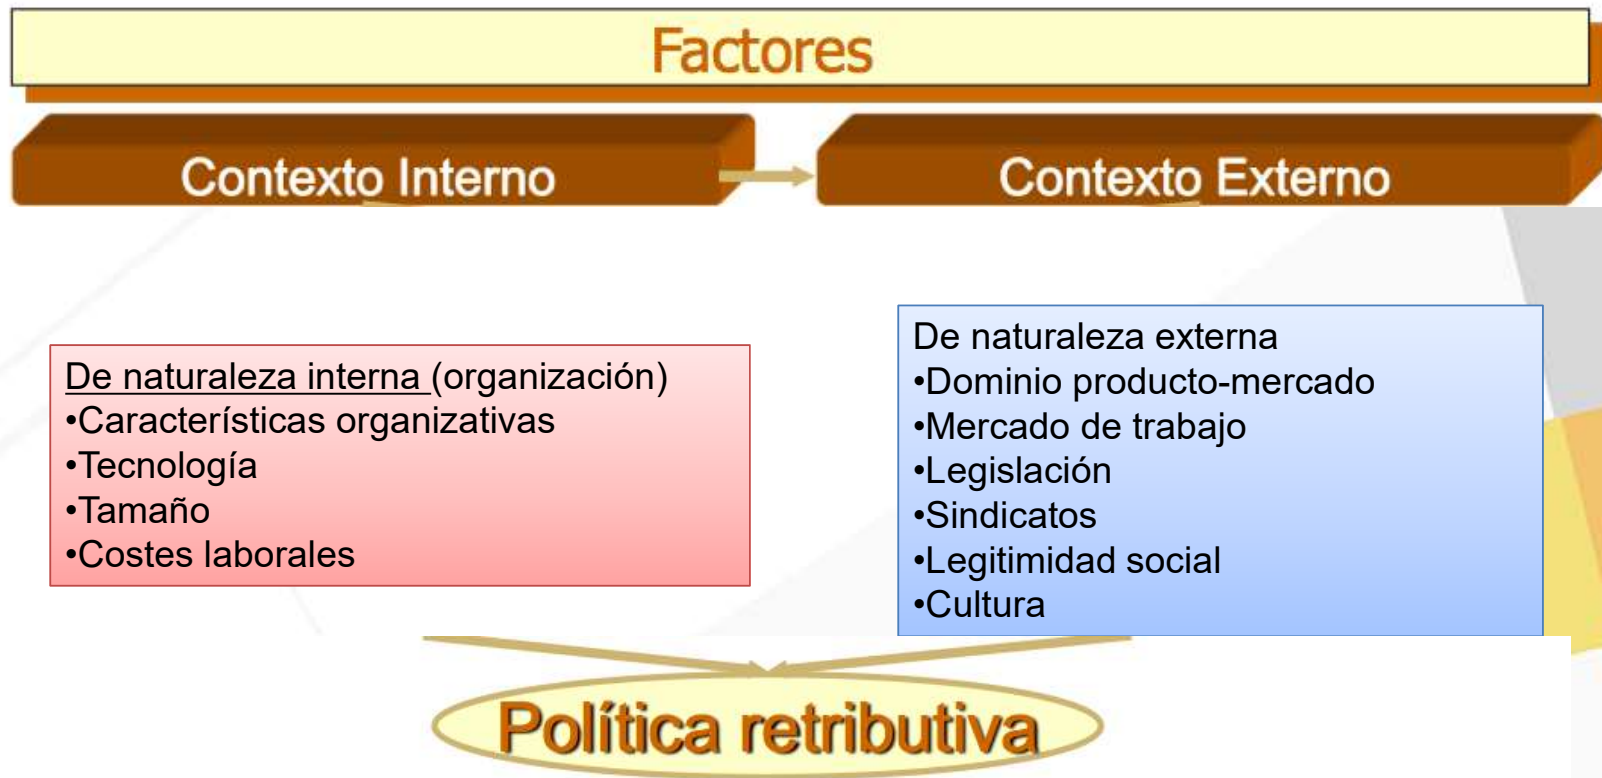 Factores
Contexto Interno
Contexto Externo
De naturaleza interna (organización)
•Características organizativas
•Tecnología
•Tamaño
•Costes laborales
De naturaleza externa
•Dominio producto-mercado
•Mercado de trabajo
•Legislación
•Sindicatos
•Legitimidad social
•Cultura
Política retributiva